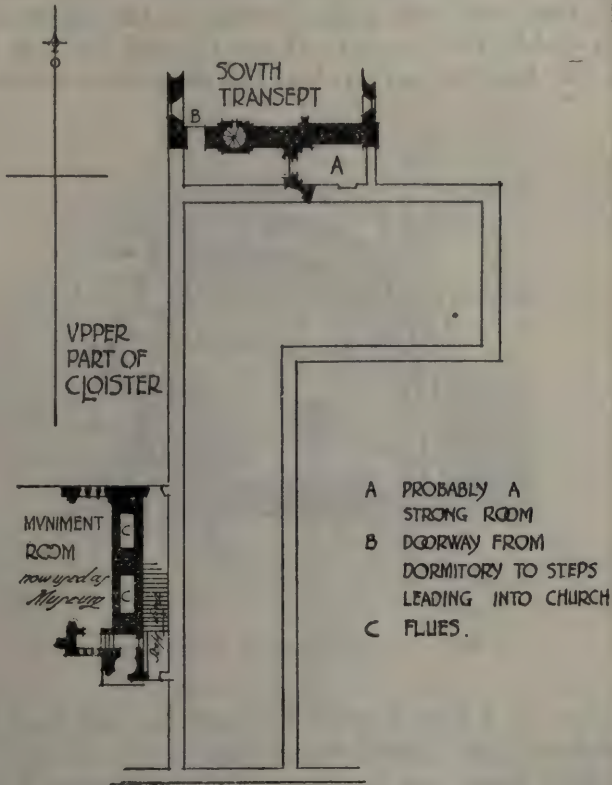 SOVTH
TRANSEPT
B
A
VPPER
PART OF
CLOISTER
MVNIMENT
ROOM
now used as
Museum
C
C
A PROBABLY A
STRONG ROOM
B DOORWAY FROM
DORMITORY TO STEPS
LEADING INTO CHURCH
C FLUES.